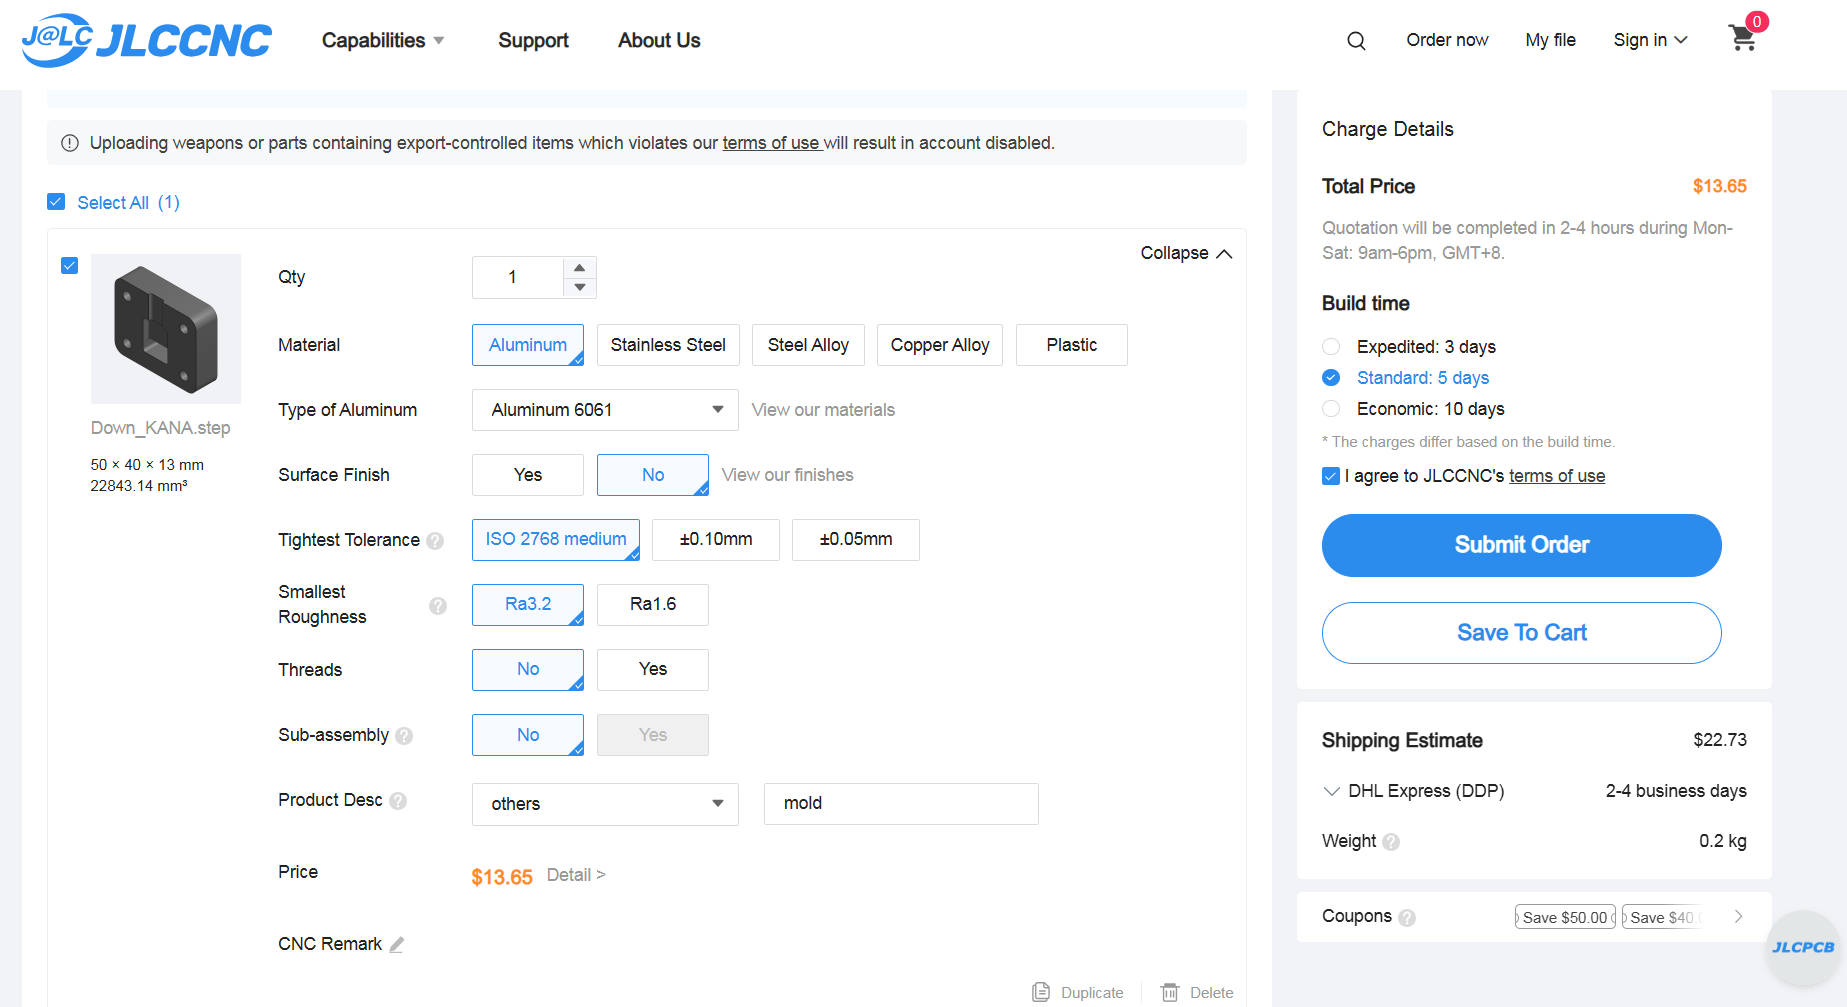 J@LC JLCCNC
Capabilities
Support
About Us
Order now
My file
Sign in
0
Uploading weapons or parts containing export-controlled items which violates our terms of use will result in account disabled.
Select All (1)
Collapse
Down_KANA.step
50 × 40 × 13 mm
22843.14 mm³
Qty
1
Material
Aluminum
Stainless Steel
Steel Alloy
Copper Alloy
Plastic
Type of Aluminum
Aluminum 6061
View our materials
Surface Finish
Yes
No
View our finishes
Tightest Tolerance ?
ISO 2768 medium
±0.10mm
±0.05mm
Smallest
Roughness ?
Ra3.2
Ra1.6
Threads
No
Yes
Sub-assembly ?
No
Yes
Product Desc ?
others
mold
Price
$13.65
Detail >
CNC Remark
Duplicate
Delete
Charge Details
Total Price
$13.65
Quotation will be completed in 2-4 hours during Mon-
Sat: 9am-6pm, GMT+8.
Build time
Expedited: 3 days
Standard: 5 days
Economic: 10 days
* The charges differ based on the build time.
I agree to JLCCNC's terms of use
Submit Order
Save To Cart
Shipping Estimate
$22.73
DHL Express (DDP)
2-4 business days
Weight ?
0.2 kg
Coupons ?
Save $50.00
Save $40.
JLCPCB